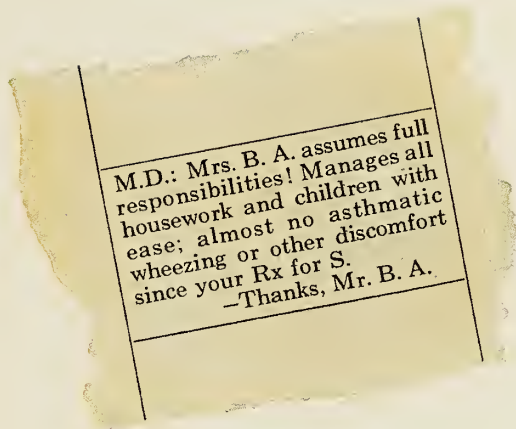 M.D.: Mrs. B. A. assumes full
responsibilities! Manages all
housework and children with
ease; almost no asthmatic
wheezing or other discomfort
since your Rx for S.
—Thanks, Mr. B. A.